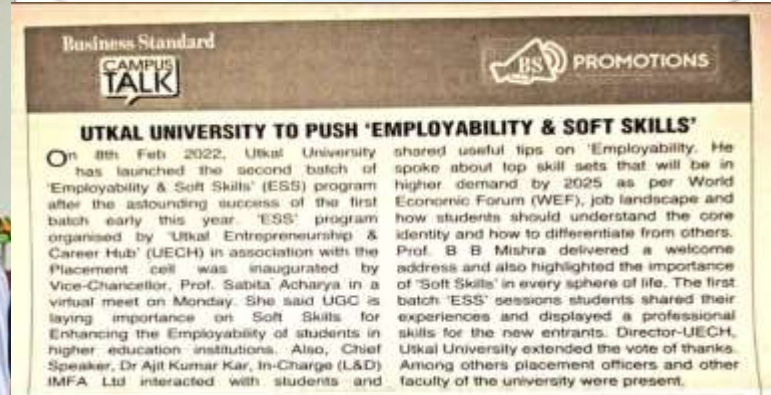 Business Standard
CAMPUS
TALK
BS PROMOTIONS
UTKAL UNIVERSITY TO PUSH ‘EMPLOYABILITY & SOFT SKILLS’
On 8th Feb 2022, Utkal University
has launched the second batch of
‘Employability & Soft Skills’ (ESS) program
after the astounding success of the first
batch early this year. ‘ESS’ program
organised by ‘Utkal Entrepreneurship &
Career Hub’ (UECH) in association with the
Placement cell was inaugurated by
Vice-Chancellor, Prof. Sabita Acharya in a
virtual meet on Monday. She said UGC is
laying importance on Soft Skills for
Enhancing the Employability of students in
higher education institutions. Also, Chief
Speaker, Dr Ajit Kumar Kar, In-Charge (L&D)
IMFA Ltd interacted with students and
shared useful tips on ‘Employability. He
spoke about top skill sets that will be in
higher demand by 2025 as per World
Economic Forum (WEF), job landscape and
how students should understand the core
identity and how to differentiate from others.
Prof. B B Mishra delivered a welcome
address and also highlighted the importance
of ‘Soft Skills’ in every sphere of life. The first
batch ‘ESS’ sessions students shared their
experiences and displayed a professional
skills for the new entrants. Director-UECH,
Utkal University extended the vote of thanks.
Among others placement officers and other
faculty of the university were present.